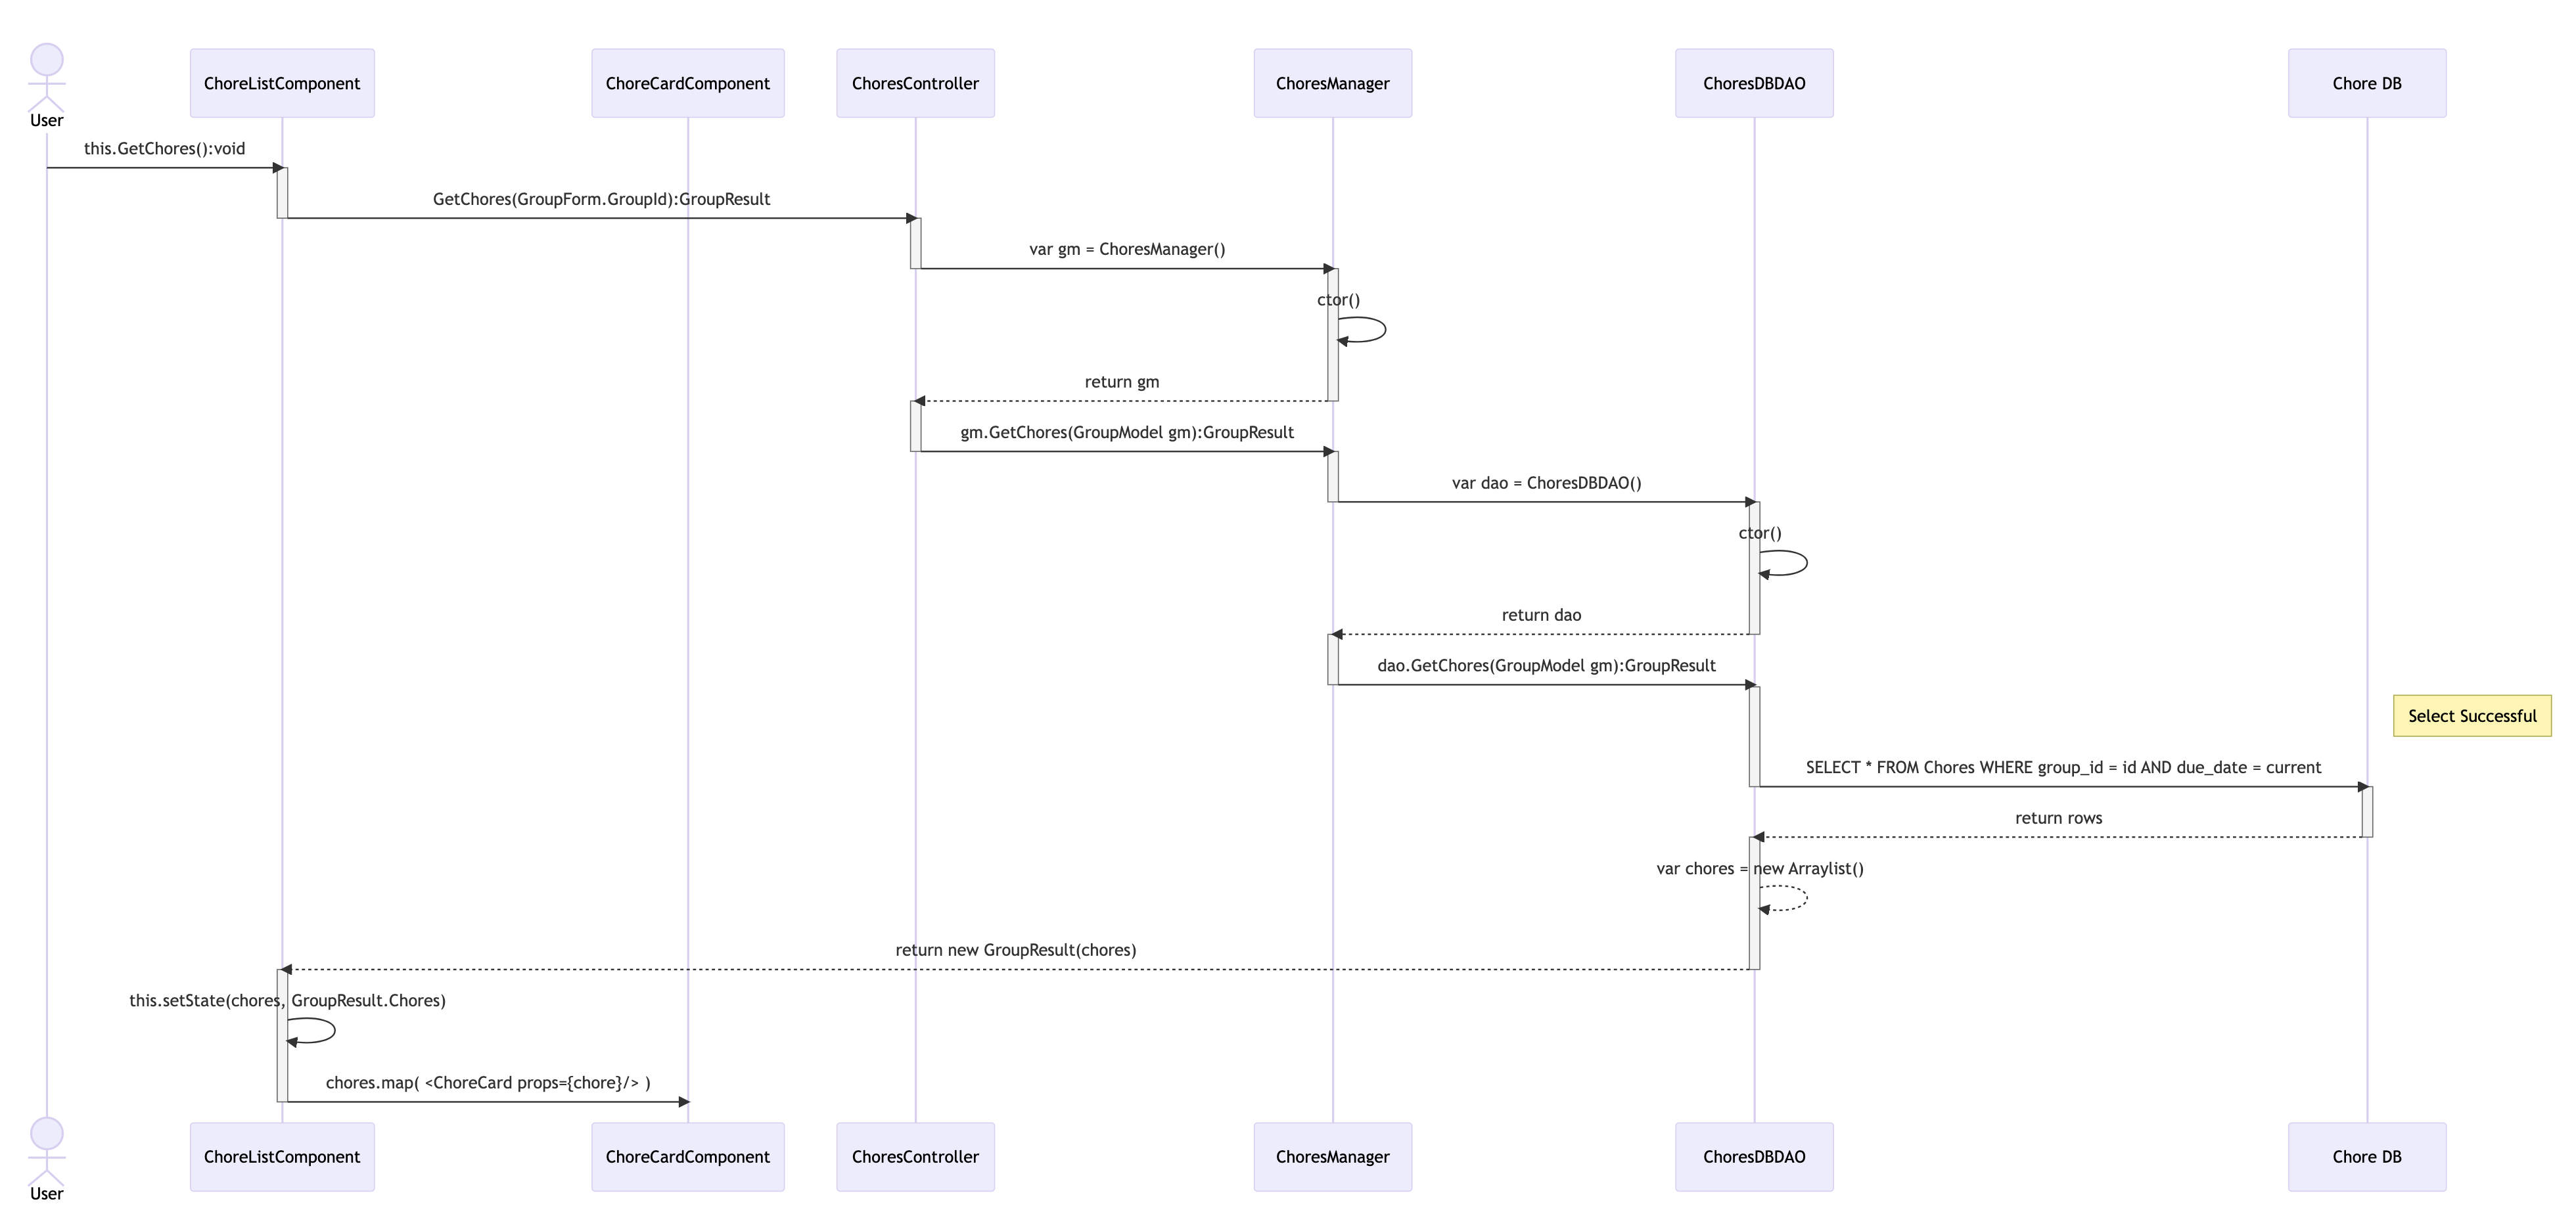 User
ChoreListComponent
ChoreCardComponent
ChoresController
ChoresManager
ChoresDBDAO
Chore DB
this.GetChores():void
GetChores(GroupForm.GroupId):GroupResult
var gm = ChoresManager()
ctor()
return gm
gm.GetChores(GroupModel gm):GroupResult
var dao = ChoresDBDAO()
ctor()
return dao
dao.GetChores(GroupModel gm):GroupResult
Select Successful
SELECT * FROM Chores WHERE group_id = id AND due_date = current
return rows
var chores = new Arraylist()
return new GroupResult(chores)
this.setState(chores, GroupResult.Chores)
chores.map( <ChoreCard props={chore}/> )
User
ChoreListComponent
ChoreCardComponent
ChoresController
ChoresManager
ChoresDBDAO
Chore DB